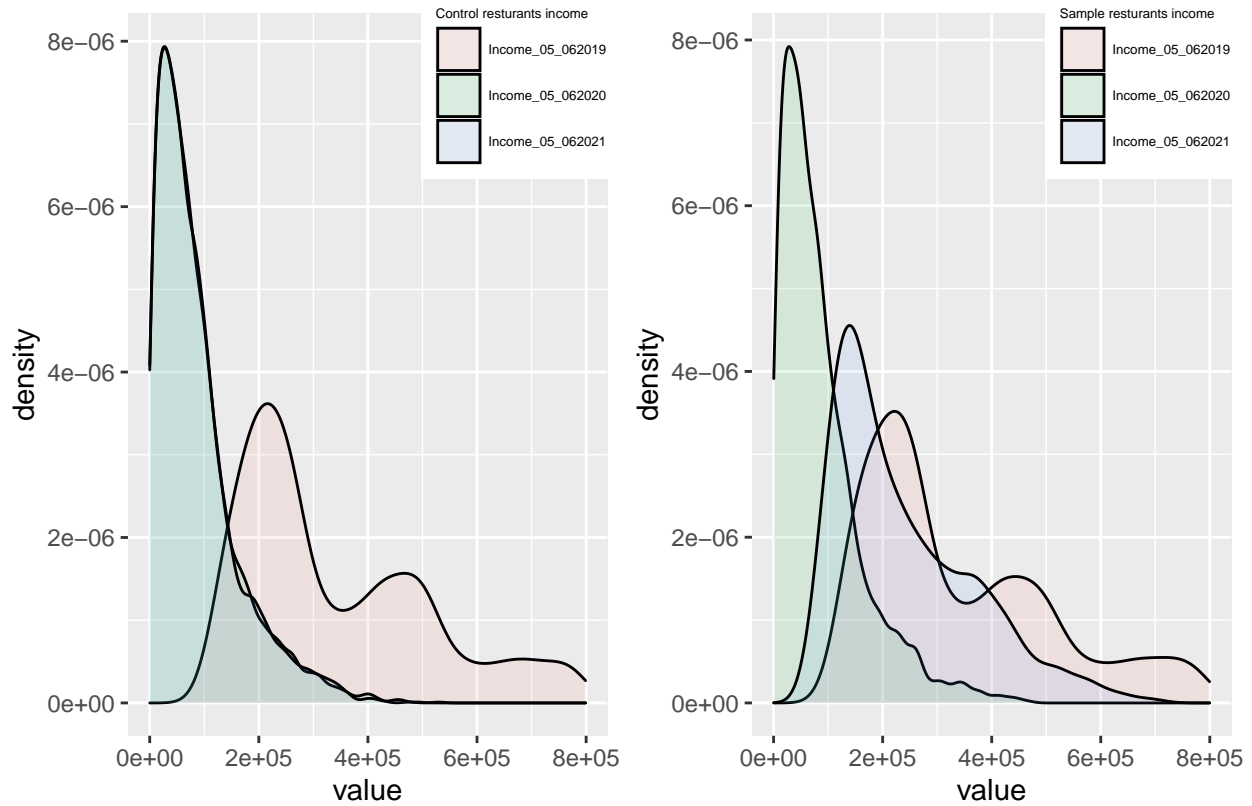 Control resturants income
Income_05_062019
Income_05_062020
Income_05_062021
8e−06
6e−06
4e−06
2e−06
0e+00
density
0e+00 2e+05 4e+05 6e+05 8e+05
value
Sample resturants income
Income_05_062019
Income_05_062020
Income_05_062021
8e−06
6e−06
4e−06
2e−06
0e+00
density
0e+00 2e+05 4e+05 6e+05 8e+05
value